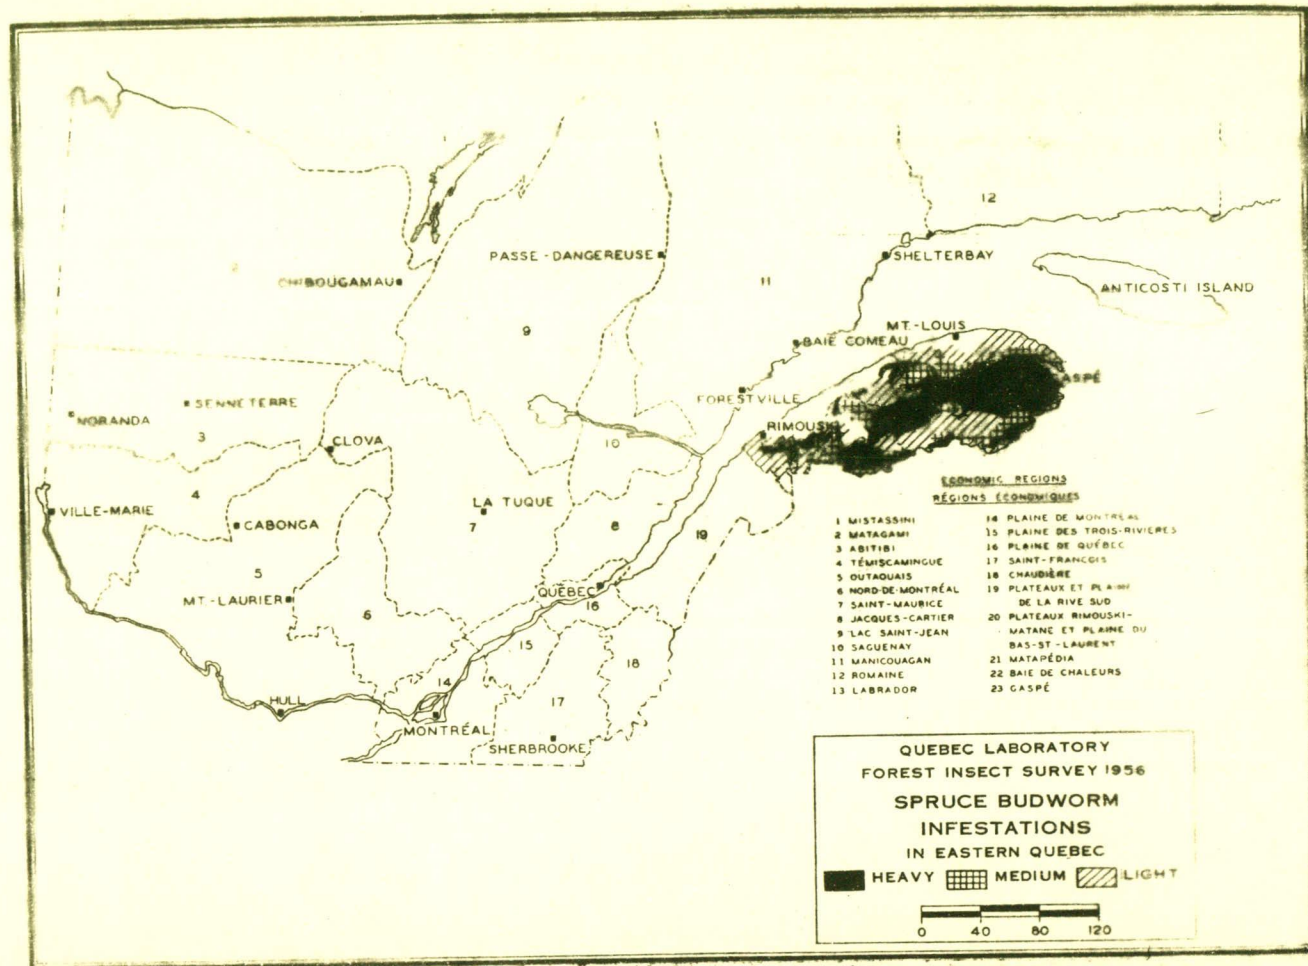 12
PASSE-DANGEREUSE
SHELTERBAY
CHIBOUGAMAU
11
ANTICOSTI ISLAND
9
MT.-LOUIS
BAIE COMEAU
FORESTVILLE
SENNETERRE
NORANDA
RIMOUSKI
3
CLOVA
10
4
LA TUQUE
VILLE-MARIE
CABONGA
7
8
19
5
QUÉBEC
MT.-LAURIER
16
6
15
18
14
17
HULL
MONTRÉAL
SHERBROOKE
ECONOMIC REGIONS
RÉGIONS ÉCONOMIQUES
1 MISTASSINI
2 MATAGAMI
3 ABITIBI
4 TÉMISCAMINGUE
5 OUTAOUAIS
6 NORD-DE-MONTRÉAL
7 SAINT-MAURICE
8 JACQUES-CARTIER
9 LAC SAINT-JEAN
10 SAGUENAY
11 MANICOUAGAN
12 ROMAINE
13 LABRADOR
14 PLAINE DE MONTRÉAL
15 PLAINE DES TROIS-RIVIÈRES
16 PLAINE DE QUÉBEC
17 SAINT-FRANÇOIS
18 CHAUDIÈRE
19 PLATEAUX ET PLAINE
DE LA RIVE SUD
20 PLATEAUX RIMOUSKI-
MATANE ET PLAINE DU
BAS-ST-LAURENT
21 MATAPÉDIA
22 BAIE DE CHALEURS
23 GASPÉ
QUEBEC LABORATORY
FOREST INSECT SURVEY 1956
SPRUCE BUDWORM
INFESTATIONS
IN EASTERN QUEBEC
HEAVY MEDIUM LIGHT
0 40 80 120